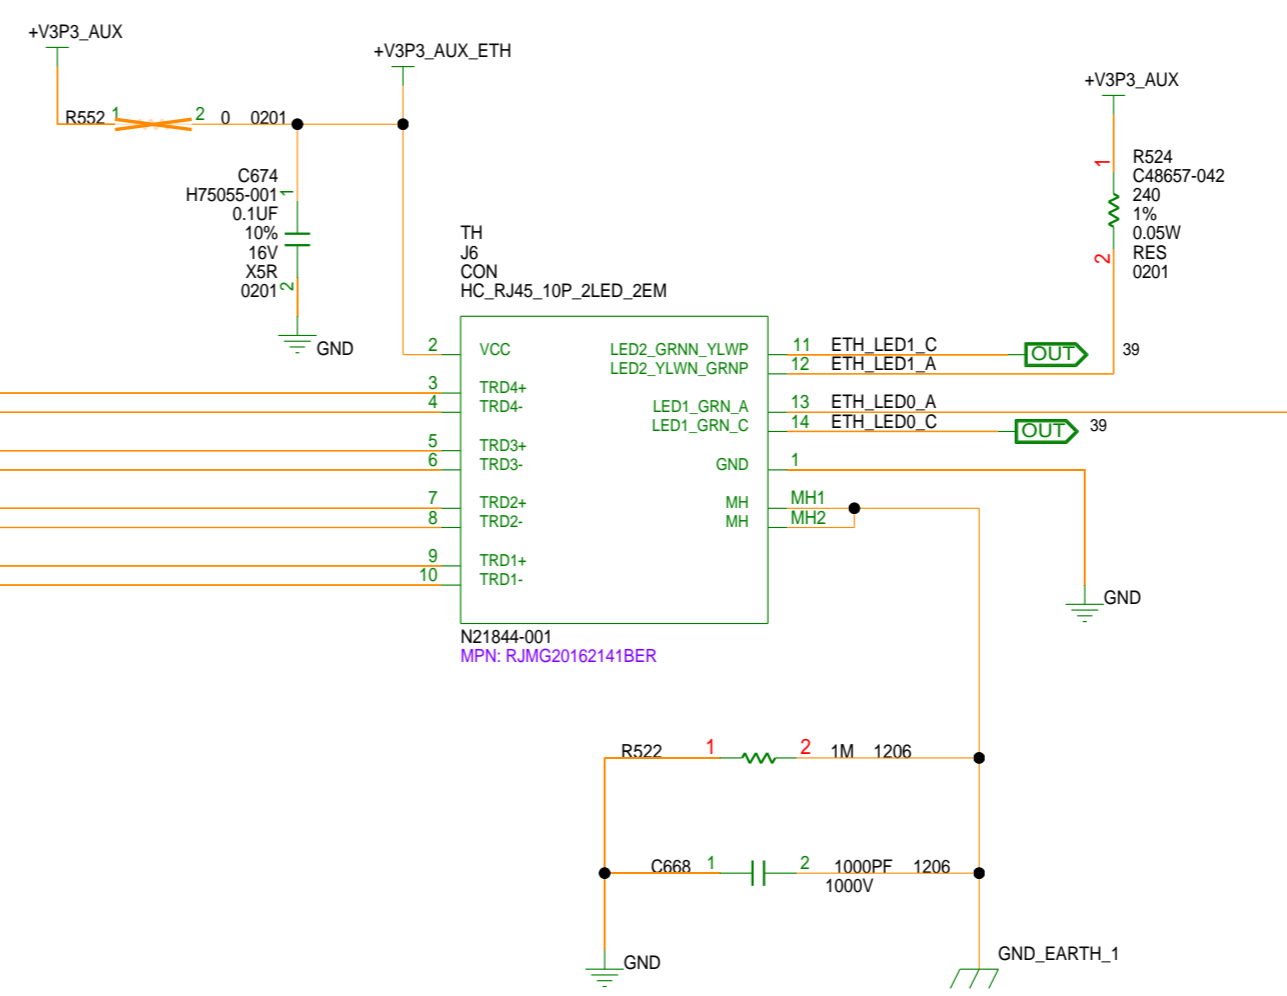 +V3P3_AUX
+V3P3_AUX_ETH
+V3P3_AUX
R552 1 2 0 0201
C674
H75055-001 1
0.1UF
10%
16V
X5R
0201 2
GND
1 R524
C48657-042
240
1%
0.05W
2 RES
0201
TH
J6
CON
HC_RJ45_10P_2LED_2EM
2 VCC LED2_GRNN_YLWP 11 ETH_LED1_C OUT 39
LED2_YLWN_GRNP 12 ETH_LED1_A
3 TRD4+
4 TRD4- LED1_GRN_A 13 ETH_LED0_A
LED1_GRN_C 14 ETH_LED0_C OUT 39
5 TRD3+
6 TRD3- GND 1
7 TRD2+ MH MH1
8 TRD2- MH MH2
9 TRD1+
10 TRD1-
GND
N21844-001
MPN: RJMG20162141BER
R522 1 2 1M 1206
C668 1 2 1000PF 1206
1000V
GND
GND_EARTH_1